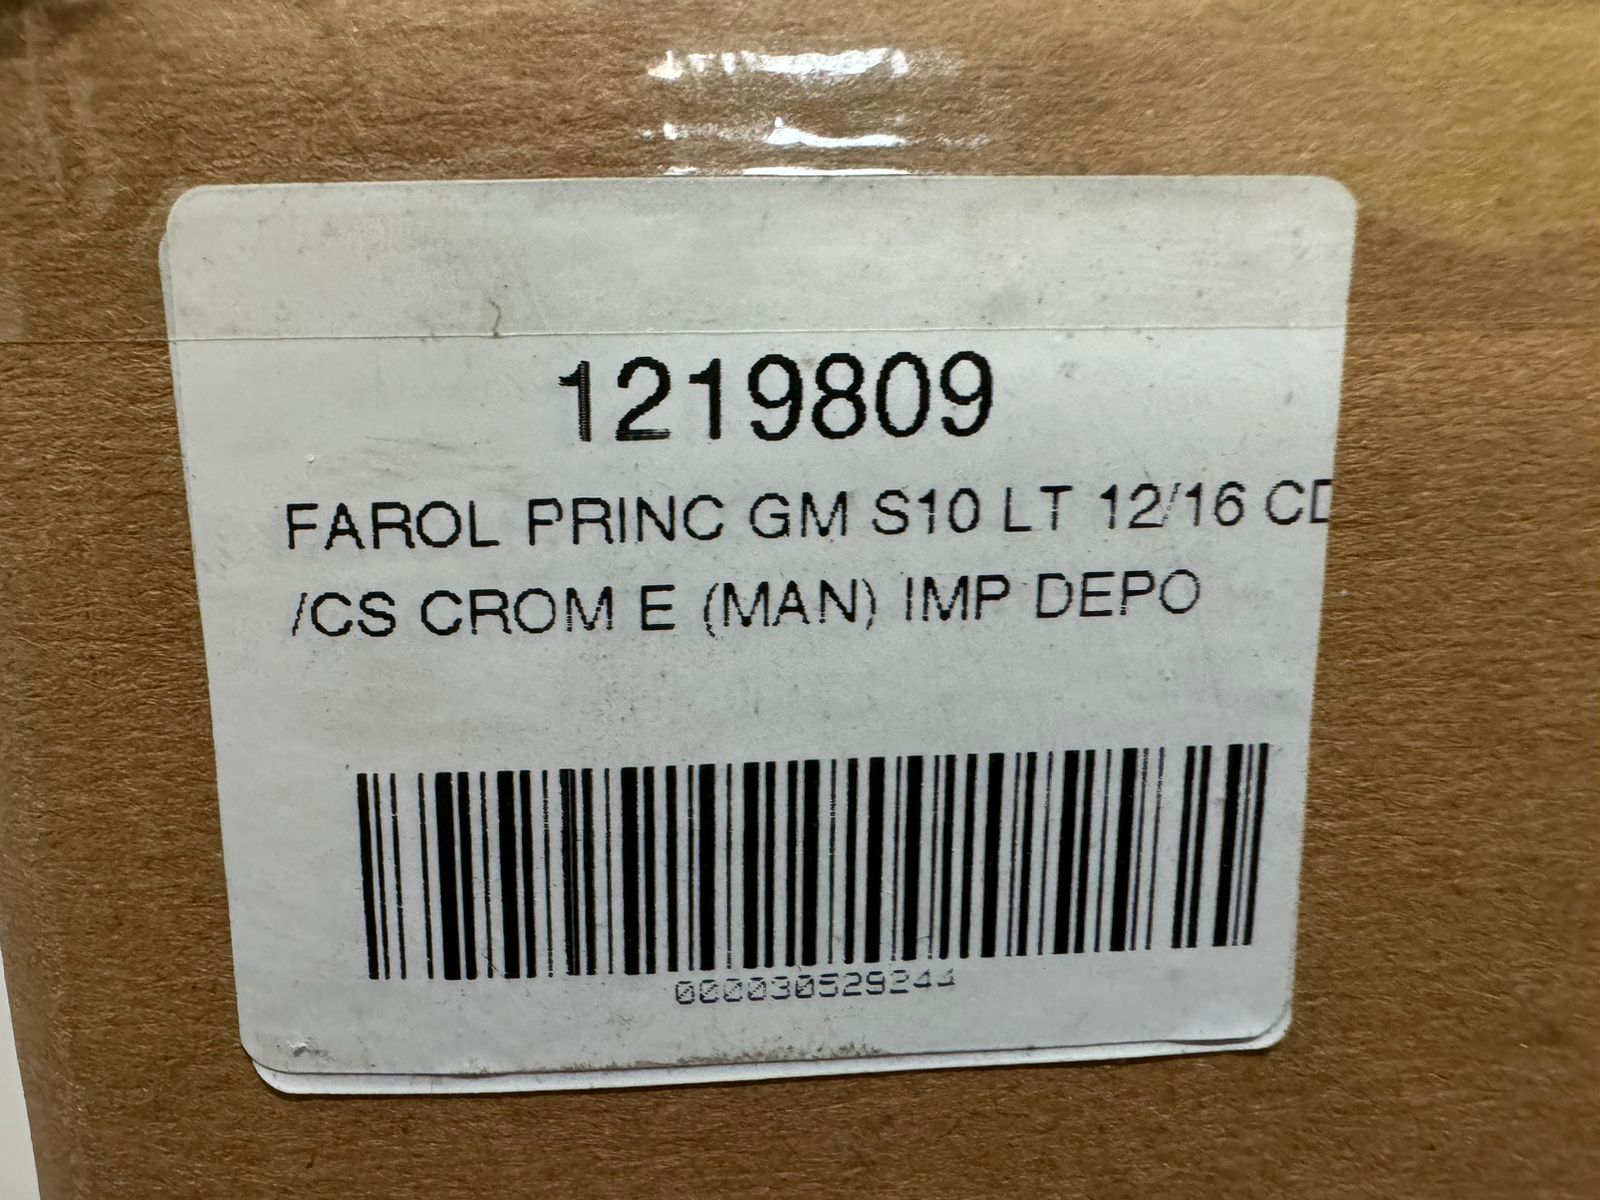 1219809
FAROL PRINC GM S10 LT 12/16 CD
/CS CROM E (MAN) IMP DEPO
000030529244